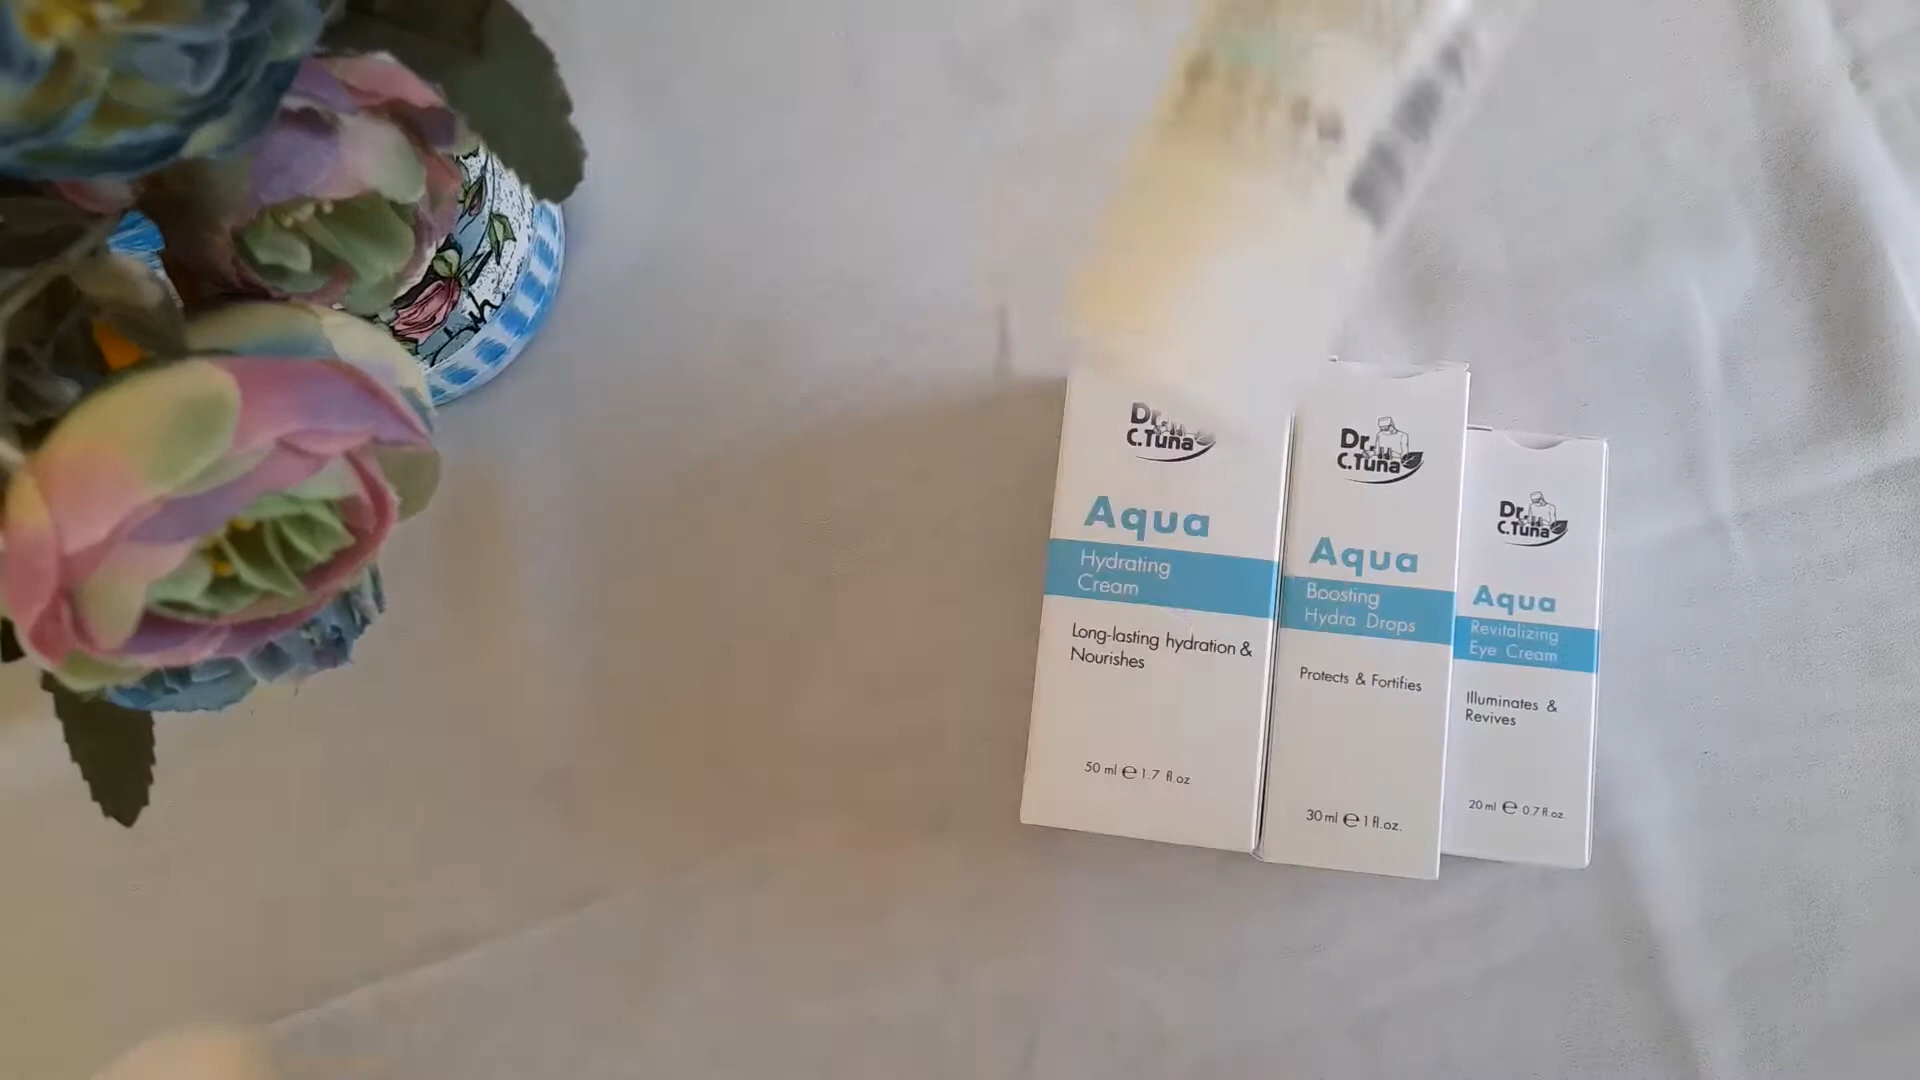 Dr.
C.Tuna
Aqua
Hydrating
Cream
Long-lasting hydration &
Nourishes
50 ml ℮ 1.7 fl.oz
Dr.
C.Tuna
Aqua
Boosting
Hydra Drops
Protects & Fortifies
30 ml ℮ 1 fl.oz.
Dr.
C.Tuna
Aqua
Revitalizing
Eye Cream
Illuminates &
Revives
20 ml ℮ 0.7 fl.oz.